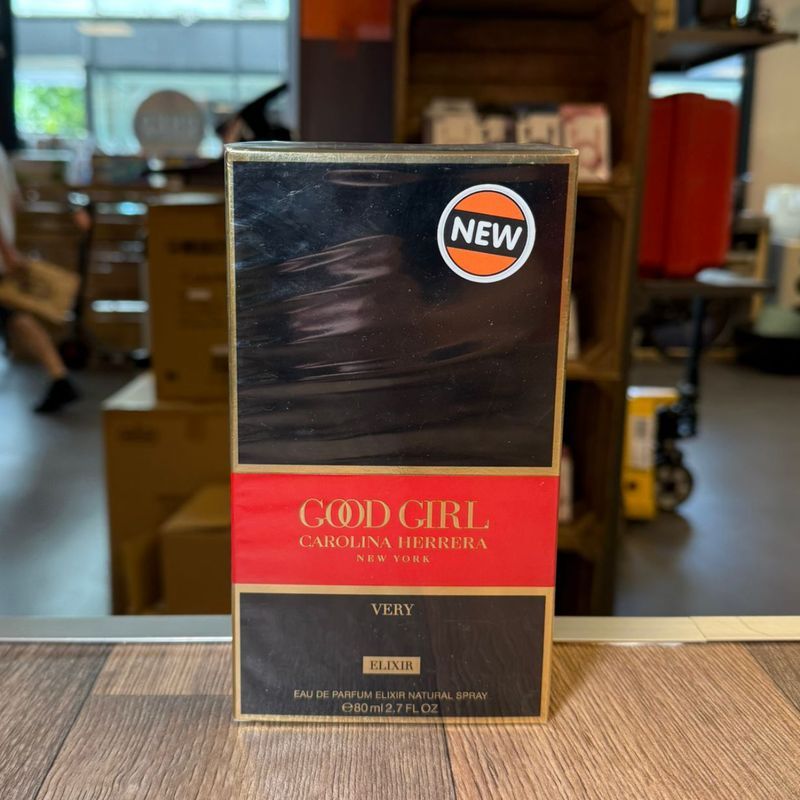 NEW
GOOD GIRL
CAROLINA HERRERA
NEW YORK
VERY
ELIXIR
EAU DE PARFUM ELIXIR NATURAL SPRAY
℮80 ml 2.7 FL OZ